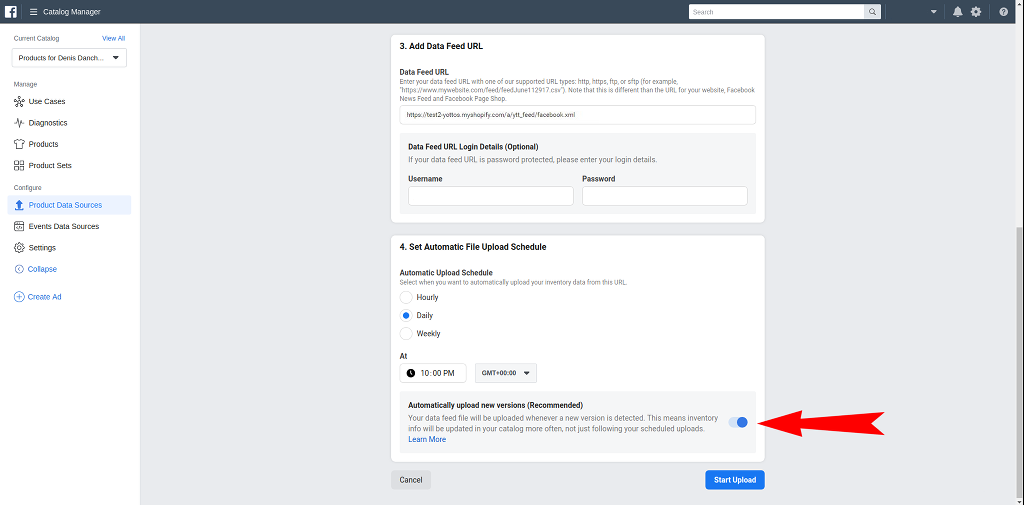 Catalog Manager
Search
Current Catalog View All
Products for Denis Danch...
Manage
Use Cases
Diagnostics
Products
Product Sets
Configure
Product Data Sources
Events Data Sources
Settings
Collapse
Create Ad
3. Add Data Feed URL
Data Feed URL
Enter your data feed URL with one of our supported URL types: http, https, ftp, or sftp (for example,
"https://www.mywebsite.com/feed/feedJune112917.csv"). Note that this is different than the URL for your website, Facebook
News Feed and Facebook Page Shop.
https://test2-yottos.myshopify.com/a/ytt_feed/facebook.xml
Data Feed URL Login Details (Optional)
If your data feed URL is password protected, please enter your login details.
Username Password
4. Set Automatic File Upload Schedule
Automatic Upload Schedule
Select when you want to automatically upload your inventory data from this URL.
Hourly
Daily
Weekly
At
10:00 PM GMT+00:00
Automatically upload new versions (Recommended)
Your data feed file will be uploaded whenever a new version is detected. This means inventory
info will be updated in your catalog more often, not just following your scheduled uploads.
Learn More
Cancel Start Upload